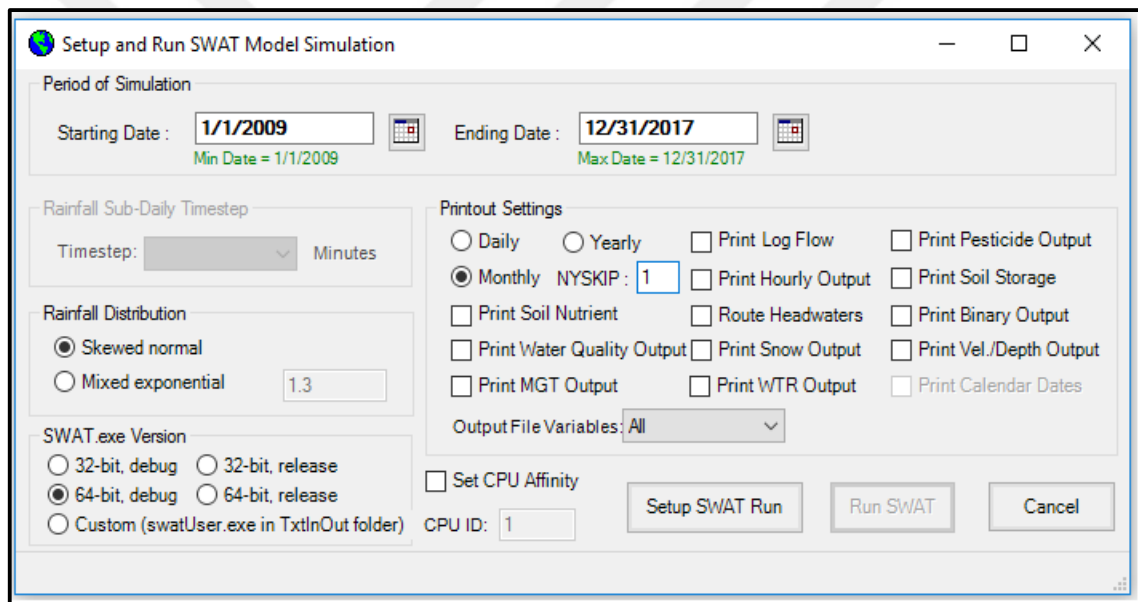 Setup and Run SWAT Model Simulation
Period of Simulation
Starting Date : 1/1/2009 Ending Date : 12/31/2017
Min Date = 1/1/2009 Max Date = 12/31/2017
Rainfall Sub-Daily Timestep
Timestep: Minutes
Rainfall Distribution
Skewed normal
Mixed exponential 1.3
SWAT.exe Version
32-bit, debug 32-bit, release
64-bit, debug 64-bit, release
Custom (swatUser.exe in TxtInOut folder)
Printout Settings
Daily Yearly Print Log Flow Print Pesticide Output
Monthly NYSKIP : 1 Print Hourly Output Print Soil Storage
Print Soil Nutrient Route Headwaters Print Binary Output
Print Water Quality Output Print Snow Output Print Vel./Depth Output
Print MGT Output Print WTR Output Print Calendar Dates
Output File Variables: All
Set CPU Affinity
CPU ID: 1
Setup SWAT Run Run SWAT Cancel